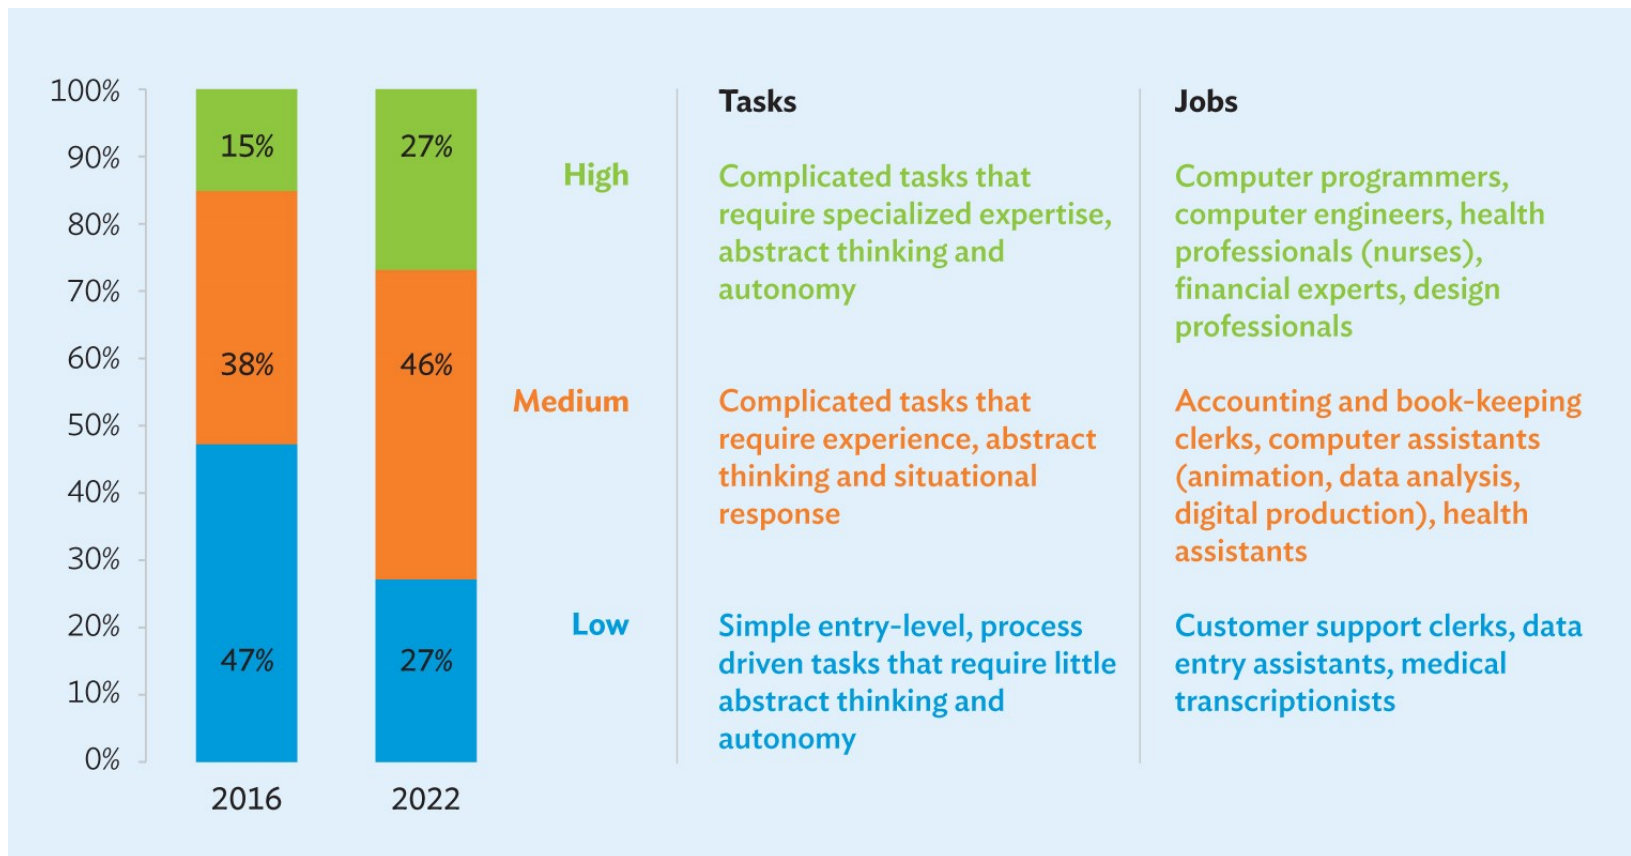 100%
90%
80%
70%
60%
50%
40%
30%
20%
10%
0%
15%
38%
47%
2016
27%
46%
27%
2022
High
Medium
Low
Tasks
Complicated tasks that
require specialized expertise,
abstract thinking and
autonomy
Complicated tasks that
require experience, abstract
thinking and situational
response
Simple entry-level, process
driven tasks that require little
abstract thinking and
autonomy
Jobs
Computer programmers,
computer engineers, health
professionals (nurses),
financial experts, design
professionals
Accounting and book-keeping
clerks, computer assistants
(animation, data analysis,
digital production), health
assistants
Customer support clerks, data
entry assistants, medical
transcriptionists